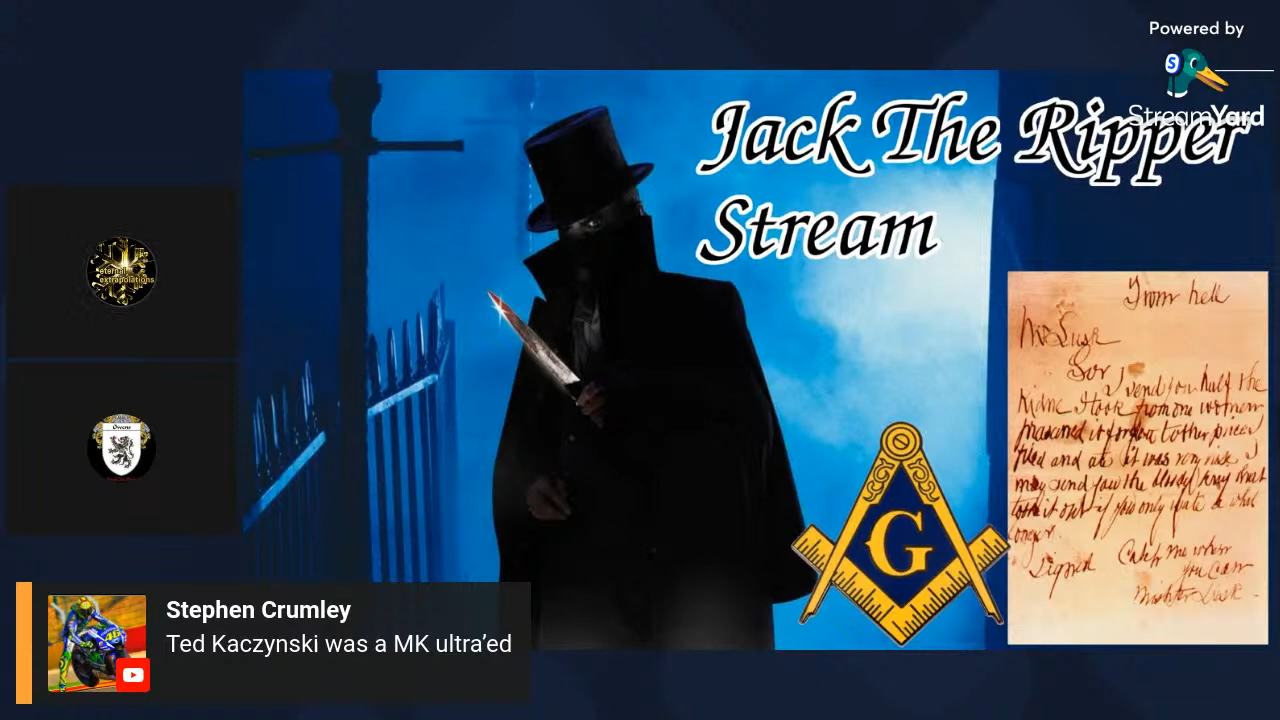 Powered by
S
StreamYard
Jack The Ripper
Stream
eternal
extrapolations
Owens
From hell
Mr Lusk
Sor
I send you half the
Kidne I took from one women
prasarved it for you tother piece I
fried and ate it was very nise I
may send you the bloody knif that
took it out if you only wate a whil
longer.
Signed
Catch me when
you Can
Mishter Lusk.
G
Stephen Crumley
Ted Kaczynski was a MK ultra’ed